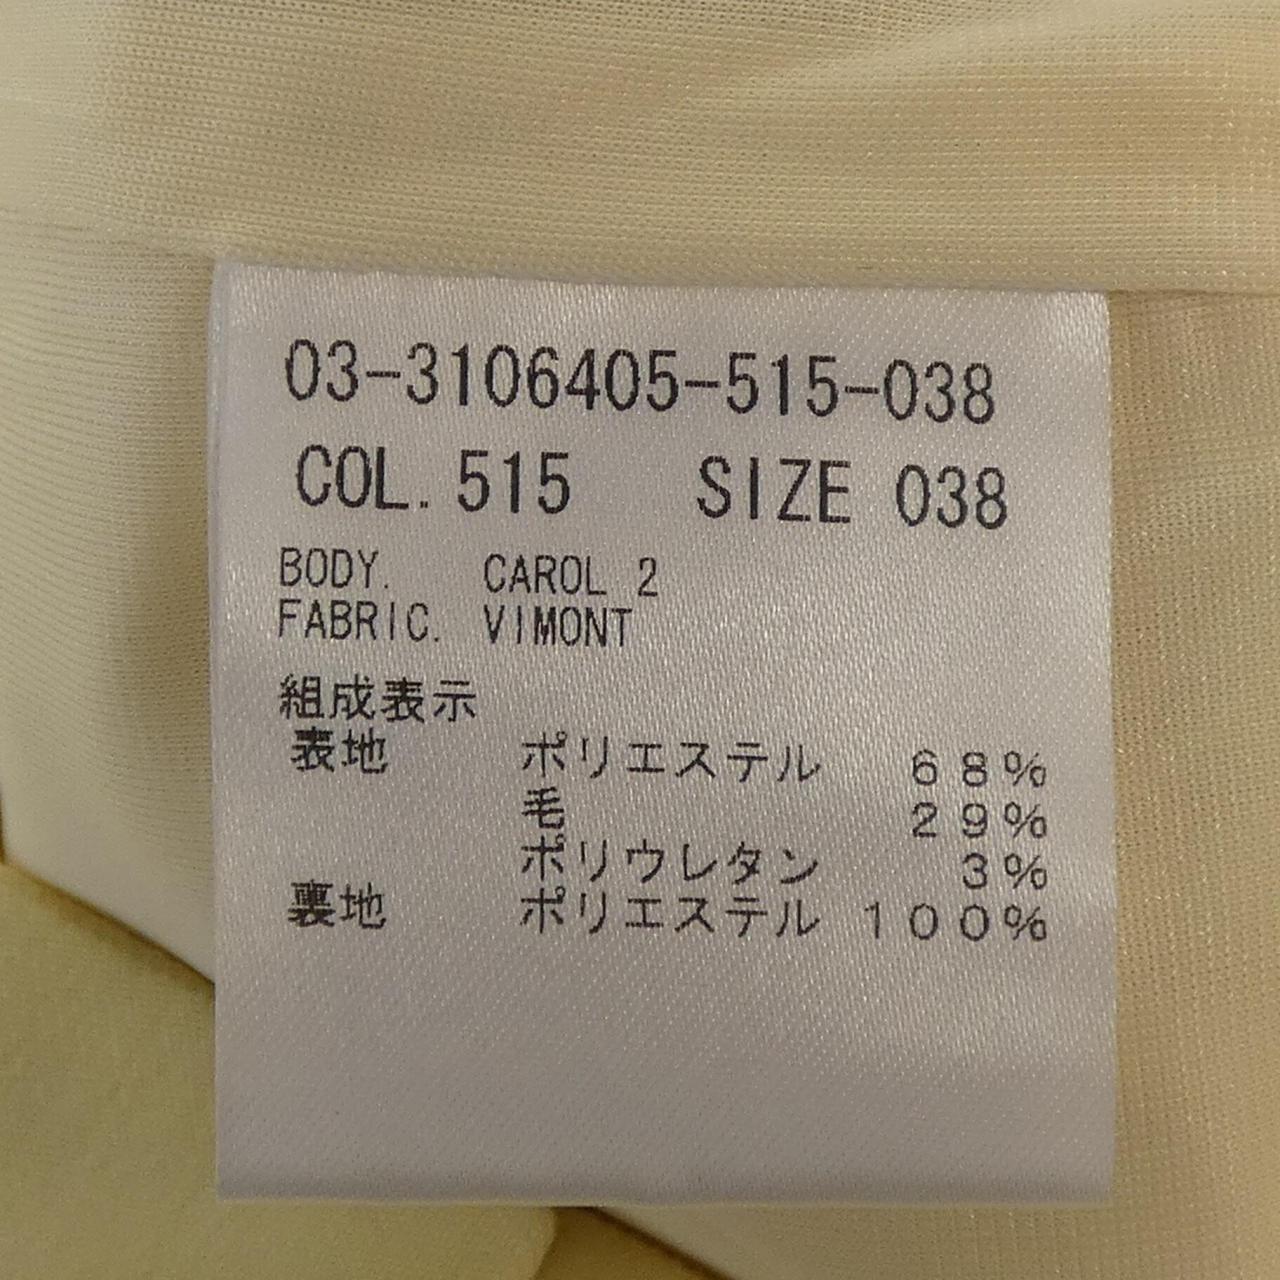 03-3106405-515-038
COL. 515 SIZE 038
BODY. CAROL 2
FABRIC. VIMONT
組成表示
表地 ポリエステル 68%
毛 29%
ポリウレタン 3%
裏地 ポリエステル 100%